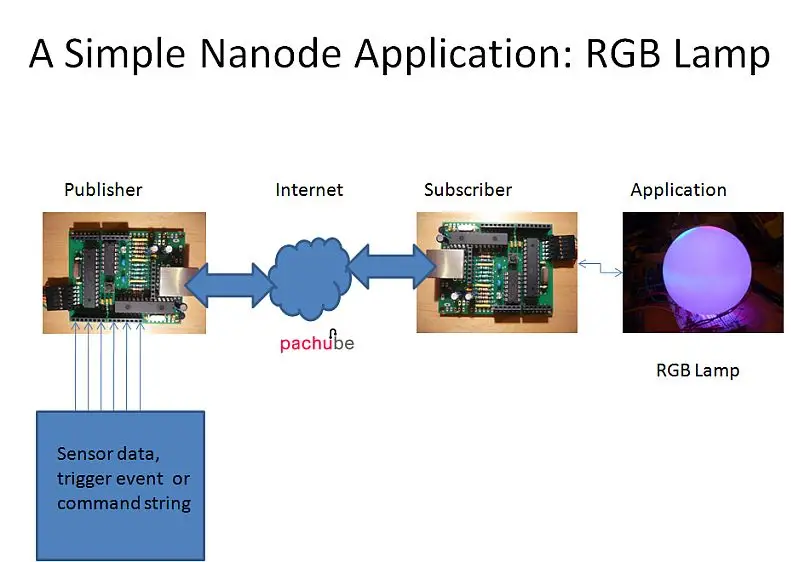 A Simple Nanode Application: RGB Lamp
Publisher
Internet
Subscriber
Application
pachube
RGB Lamp
Sensor data,
trigger event or
command string